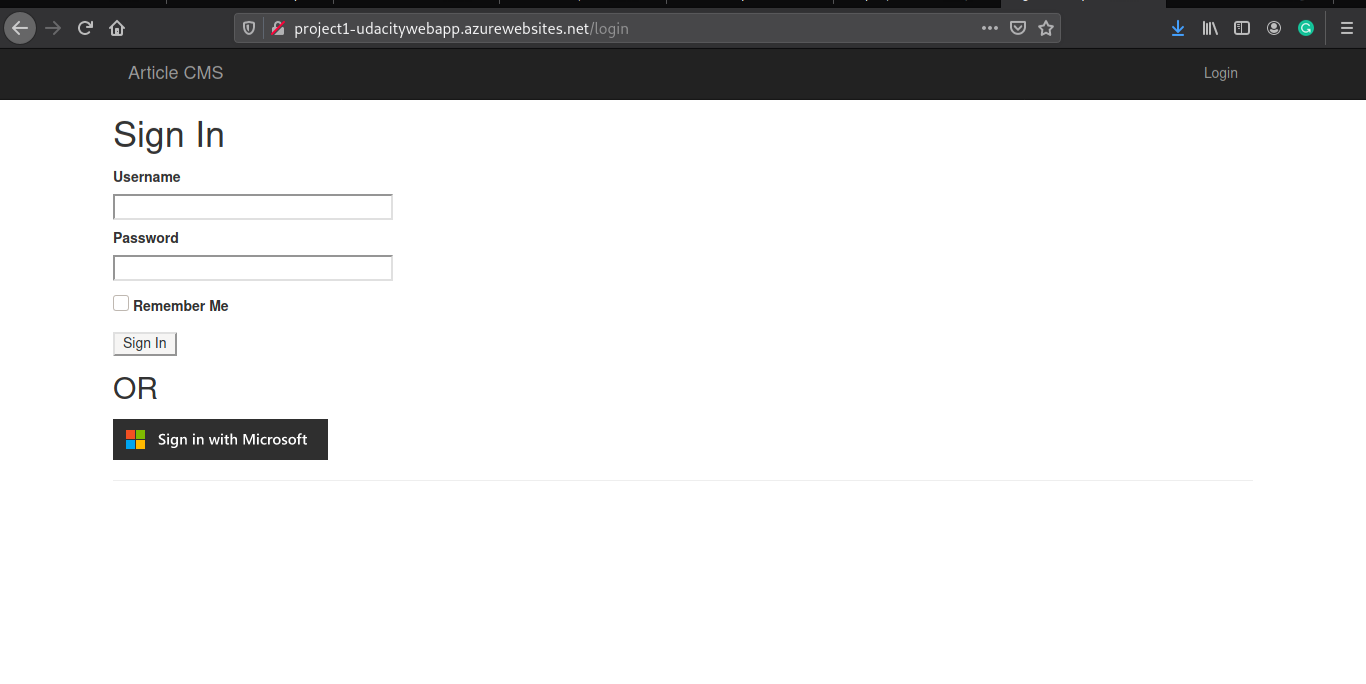 project1-udacitywebapp.azurewebsites.net/login
Article CMS
Login
Sign In
Username
Password
Remember Me
Sign In
OR
Sign in with Microsoft